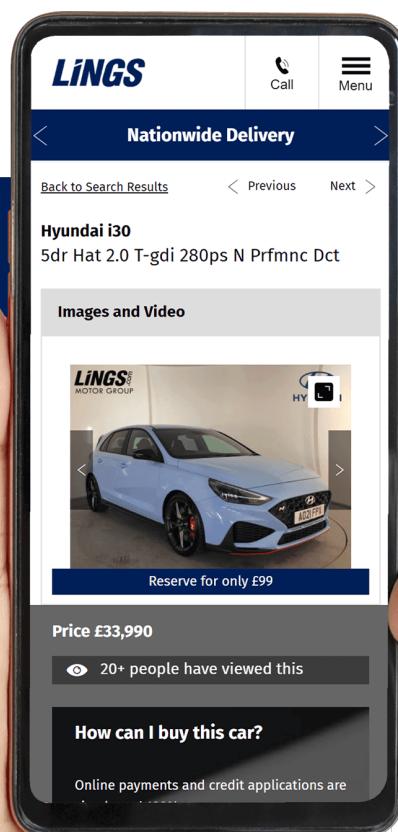 LiNGS
Call
Menu
Nationwide Delivery
Back to Search Results
Previous
Next
Hyundai i30
5dr Hat 2.0 T-gdi 280ps N Prfmnc Dct
Images and Video
LiNGS.com
MOTOR GROUP
Reserve for only £99
Price £33,990
20+ people have viewed this
How can I buy this car?
Online payments and credit applications are